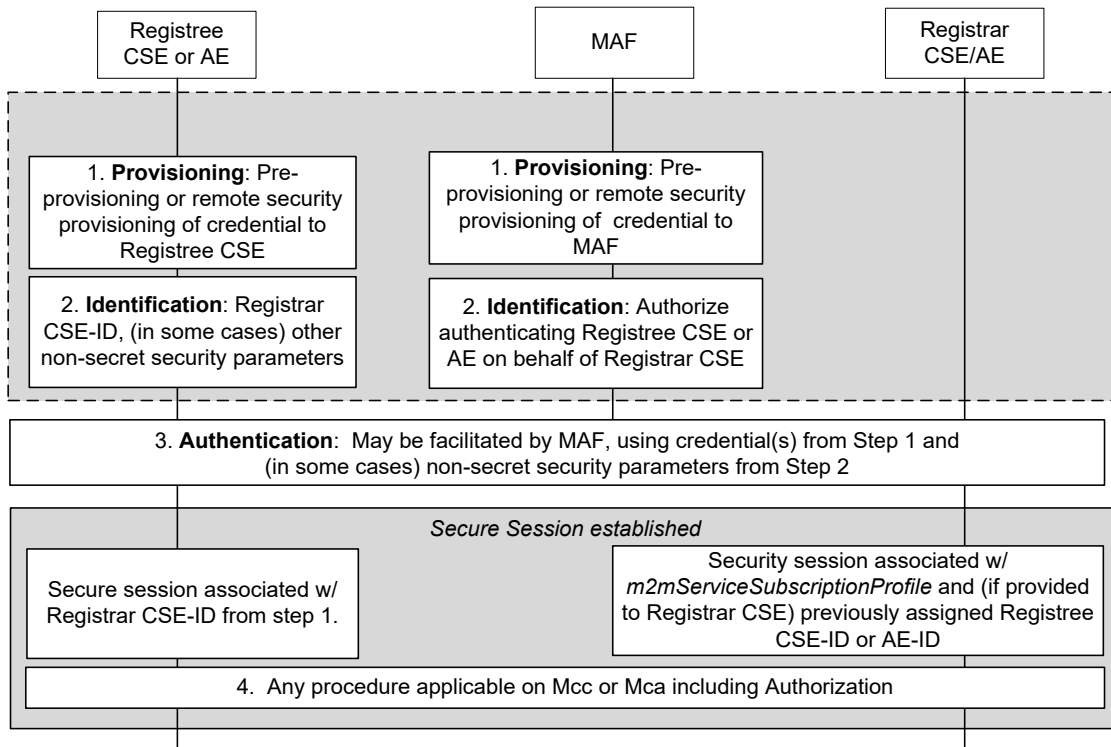 Registree
CSE or AE
MAF
Registrar
CSE/AE
1. Provisioning: Pre-
provisioning or remote security
provisioning of credential to
Registree CSE
1. Provisioning: Pre-
provisioning or remote security
provisioning of  credential to
MAF
2. Identification: Registrar
CSE-ID, (in some cases) other
non-secret security parameters
2. Identification: Authorize
authenticating Registree CSE or
AE on behalf of Registrar CSE
3. Authentication:  May be facilitated by MAF, using credential(s) from Step 1 and
(in some cases) non-secret security parameters from Step 2
Secure Session established
Secure session associated w/
Registrar CSE-ID from step 1.
Security session associated w/
m2mServiceSubscriptionProfile and (if provided
to Registrar CSE) previously assigned Registree
CSE-ID or AE-ID
4.  Any procedure applicable on Mcc or Mca including Authorization